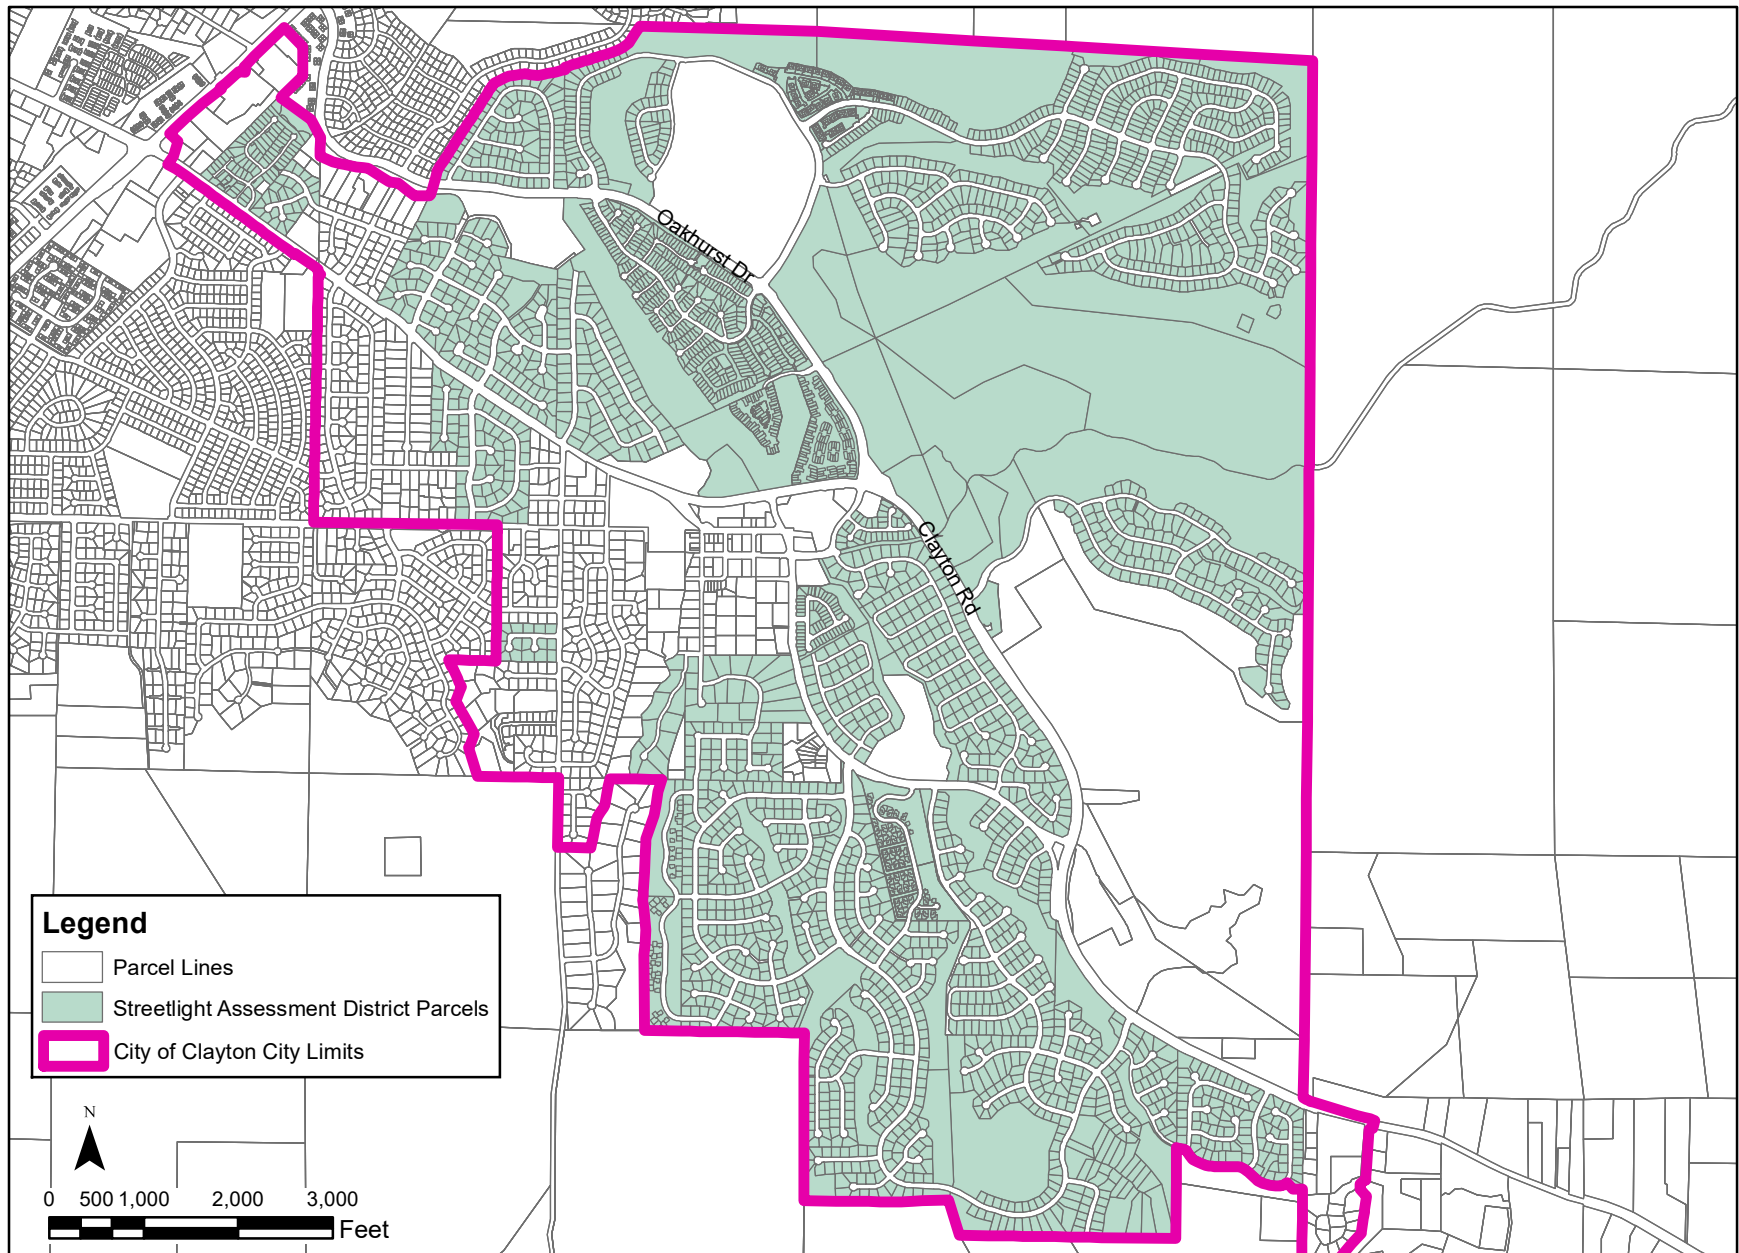 Oakhurst Dr
Clayton Rd
Legend
Parcel Lines
Streetlight Assessment District Parcels
City of Clayton City Limits
N
0 500 1,000 2,000 3,000
Feet